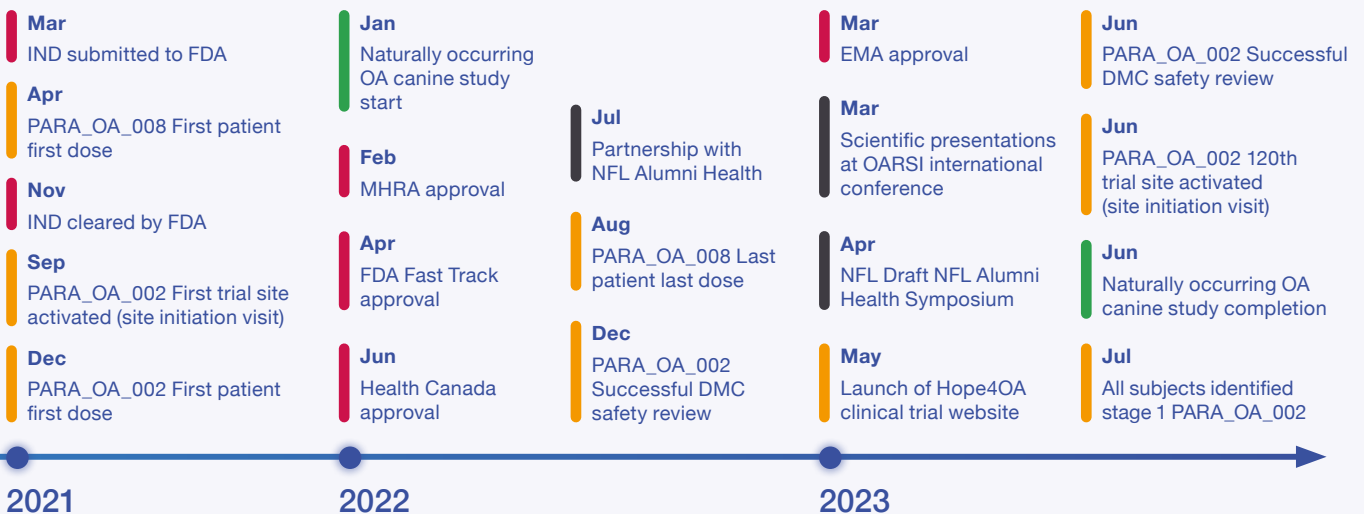 Mar
IND submitted to FDA
Apr
PARA_OA_008 First patient
first dose
Nov
IND cleared by FDA
Sep
PARA_OA_002 First trial site
activated (site initiation visit)
Dec
PARA_OA_002 First patient
first dose
Jan
Naturally occurring
OA canine study
start
Feb
MHRA approval
Apr
FDA Fast Track
approval
Jun
Health Canada
approval
Jul
Partnership with
NFL Alumni Health
Aug
PARA_OA_008 Last
patient last dose
Dec
PARA_OA_002
Successful DMC
safety review
Mar
EMA approval
Mar
Scientific presentations
at OARSI international
conference
Apr
NFL Draft NFL Alumni
Health Symposium
May
Launch of Hope4OA
clinical trial website
Jun
PARA_OA_002 Successful
DMC safety review
Jun
PARA_OA_002 120th
trial site activated
(site initiation visit)
Jun
Naturally occurring OA
canine study completion
Jul
All subjects identified
stage 1 PARA_OA_002
2021
2022
2023